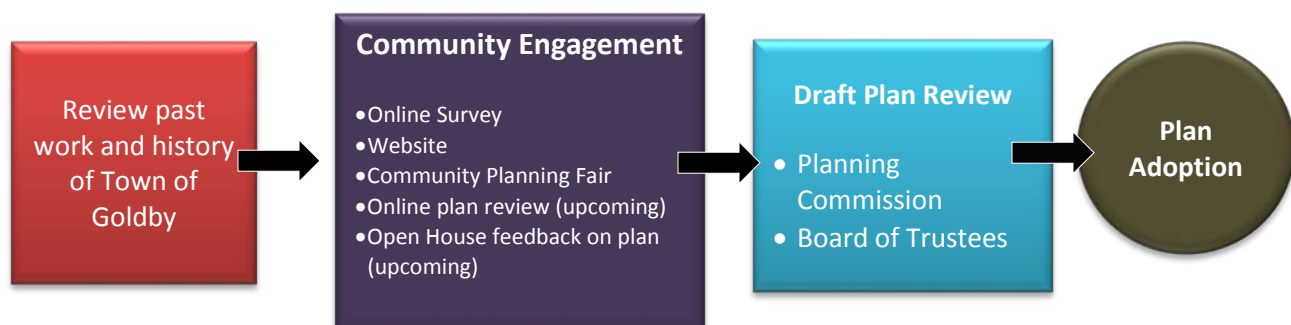 Review past
work and history
of Town of
Goldby
Community Engagement
•Online Survey
•Website
•Community Planning Fair
•Online plan review (upcoming)
•Open House feedback on plan
(upcoming)
Draft Plan Review
• Planning
Commission
• Board of Trustees
Plan
Adoption